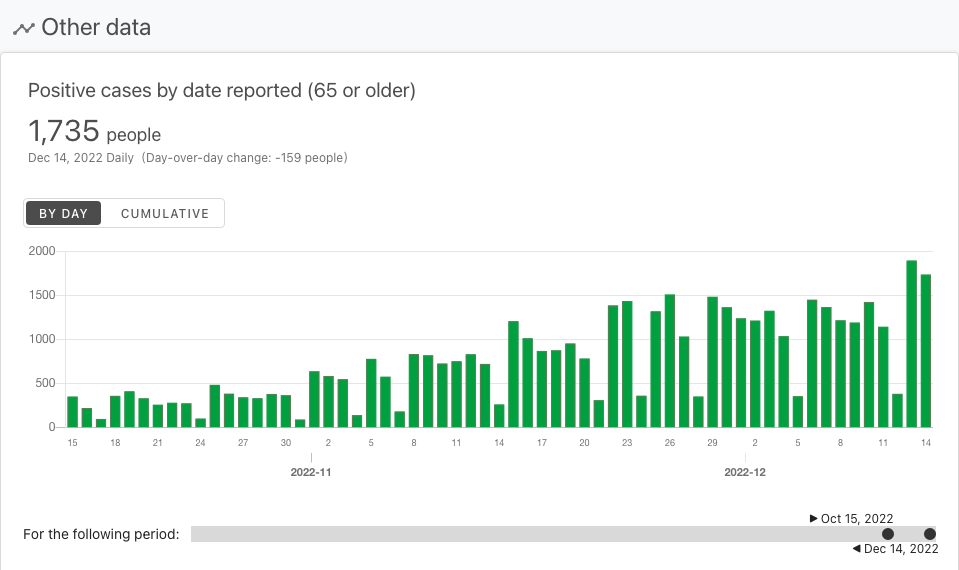 Other data
Positive cases by date reported (65 or older)
1,735 people
Dec 14, 2022 Daily (Day-over-day change: -159 people)
BY DAY CUMULATIVE
2000
1500
1000
500
0
15 18 21 24 27 30 2 5 8 11 14 17 20 23 26 29 2 5 8 11 14
2022-11 2022-12
▶ Oct 15, 2022
For the following period:
◀ Dec 14, 2022